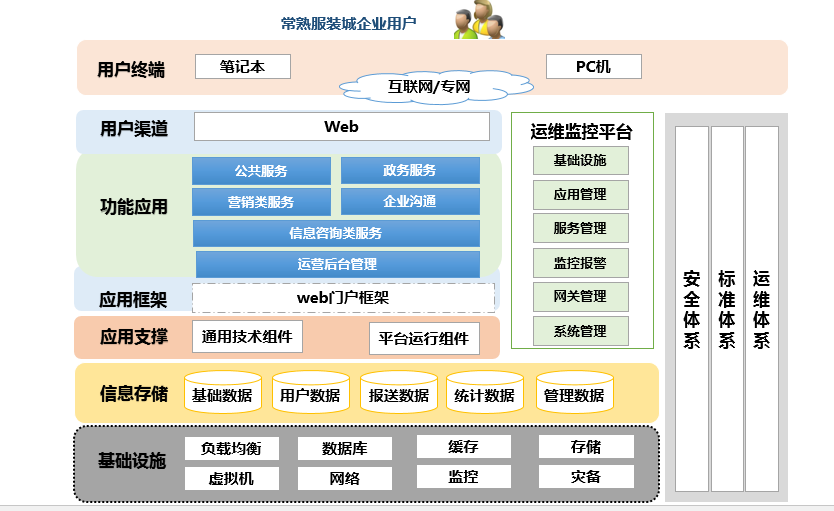 常熟服装城企业用户
用户终端
笔记本
PC机
互联网/专网
用户渠道
Web
功能应用
公共服务
政务服务
营销类服务
企业沟通
信息咨询类服务
运营后台管理
应用框架
web门户框架
应用支撑
通用技术组件
平台运行组件
运维监控平台
基础设施
应用管理
服务管理
监控报警
网关管理
系统管理
信息存储
基础数据
用户数据
报送数据
统计数据
管理数据
基础设施
负载均衡
数据库
缓存
存储
虚拟机
网络
监控
灾备
安全体系
标准体系
运维体系